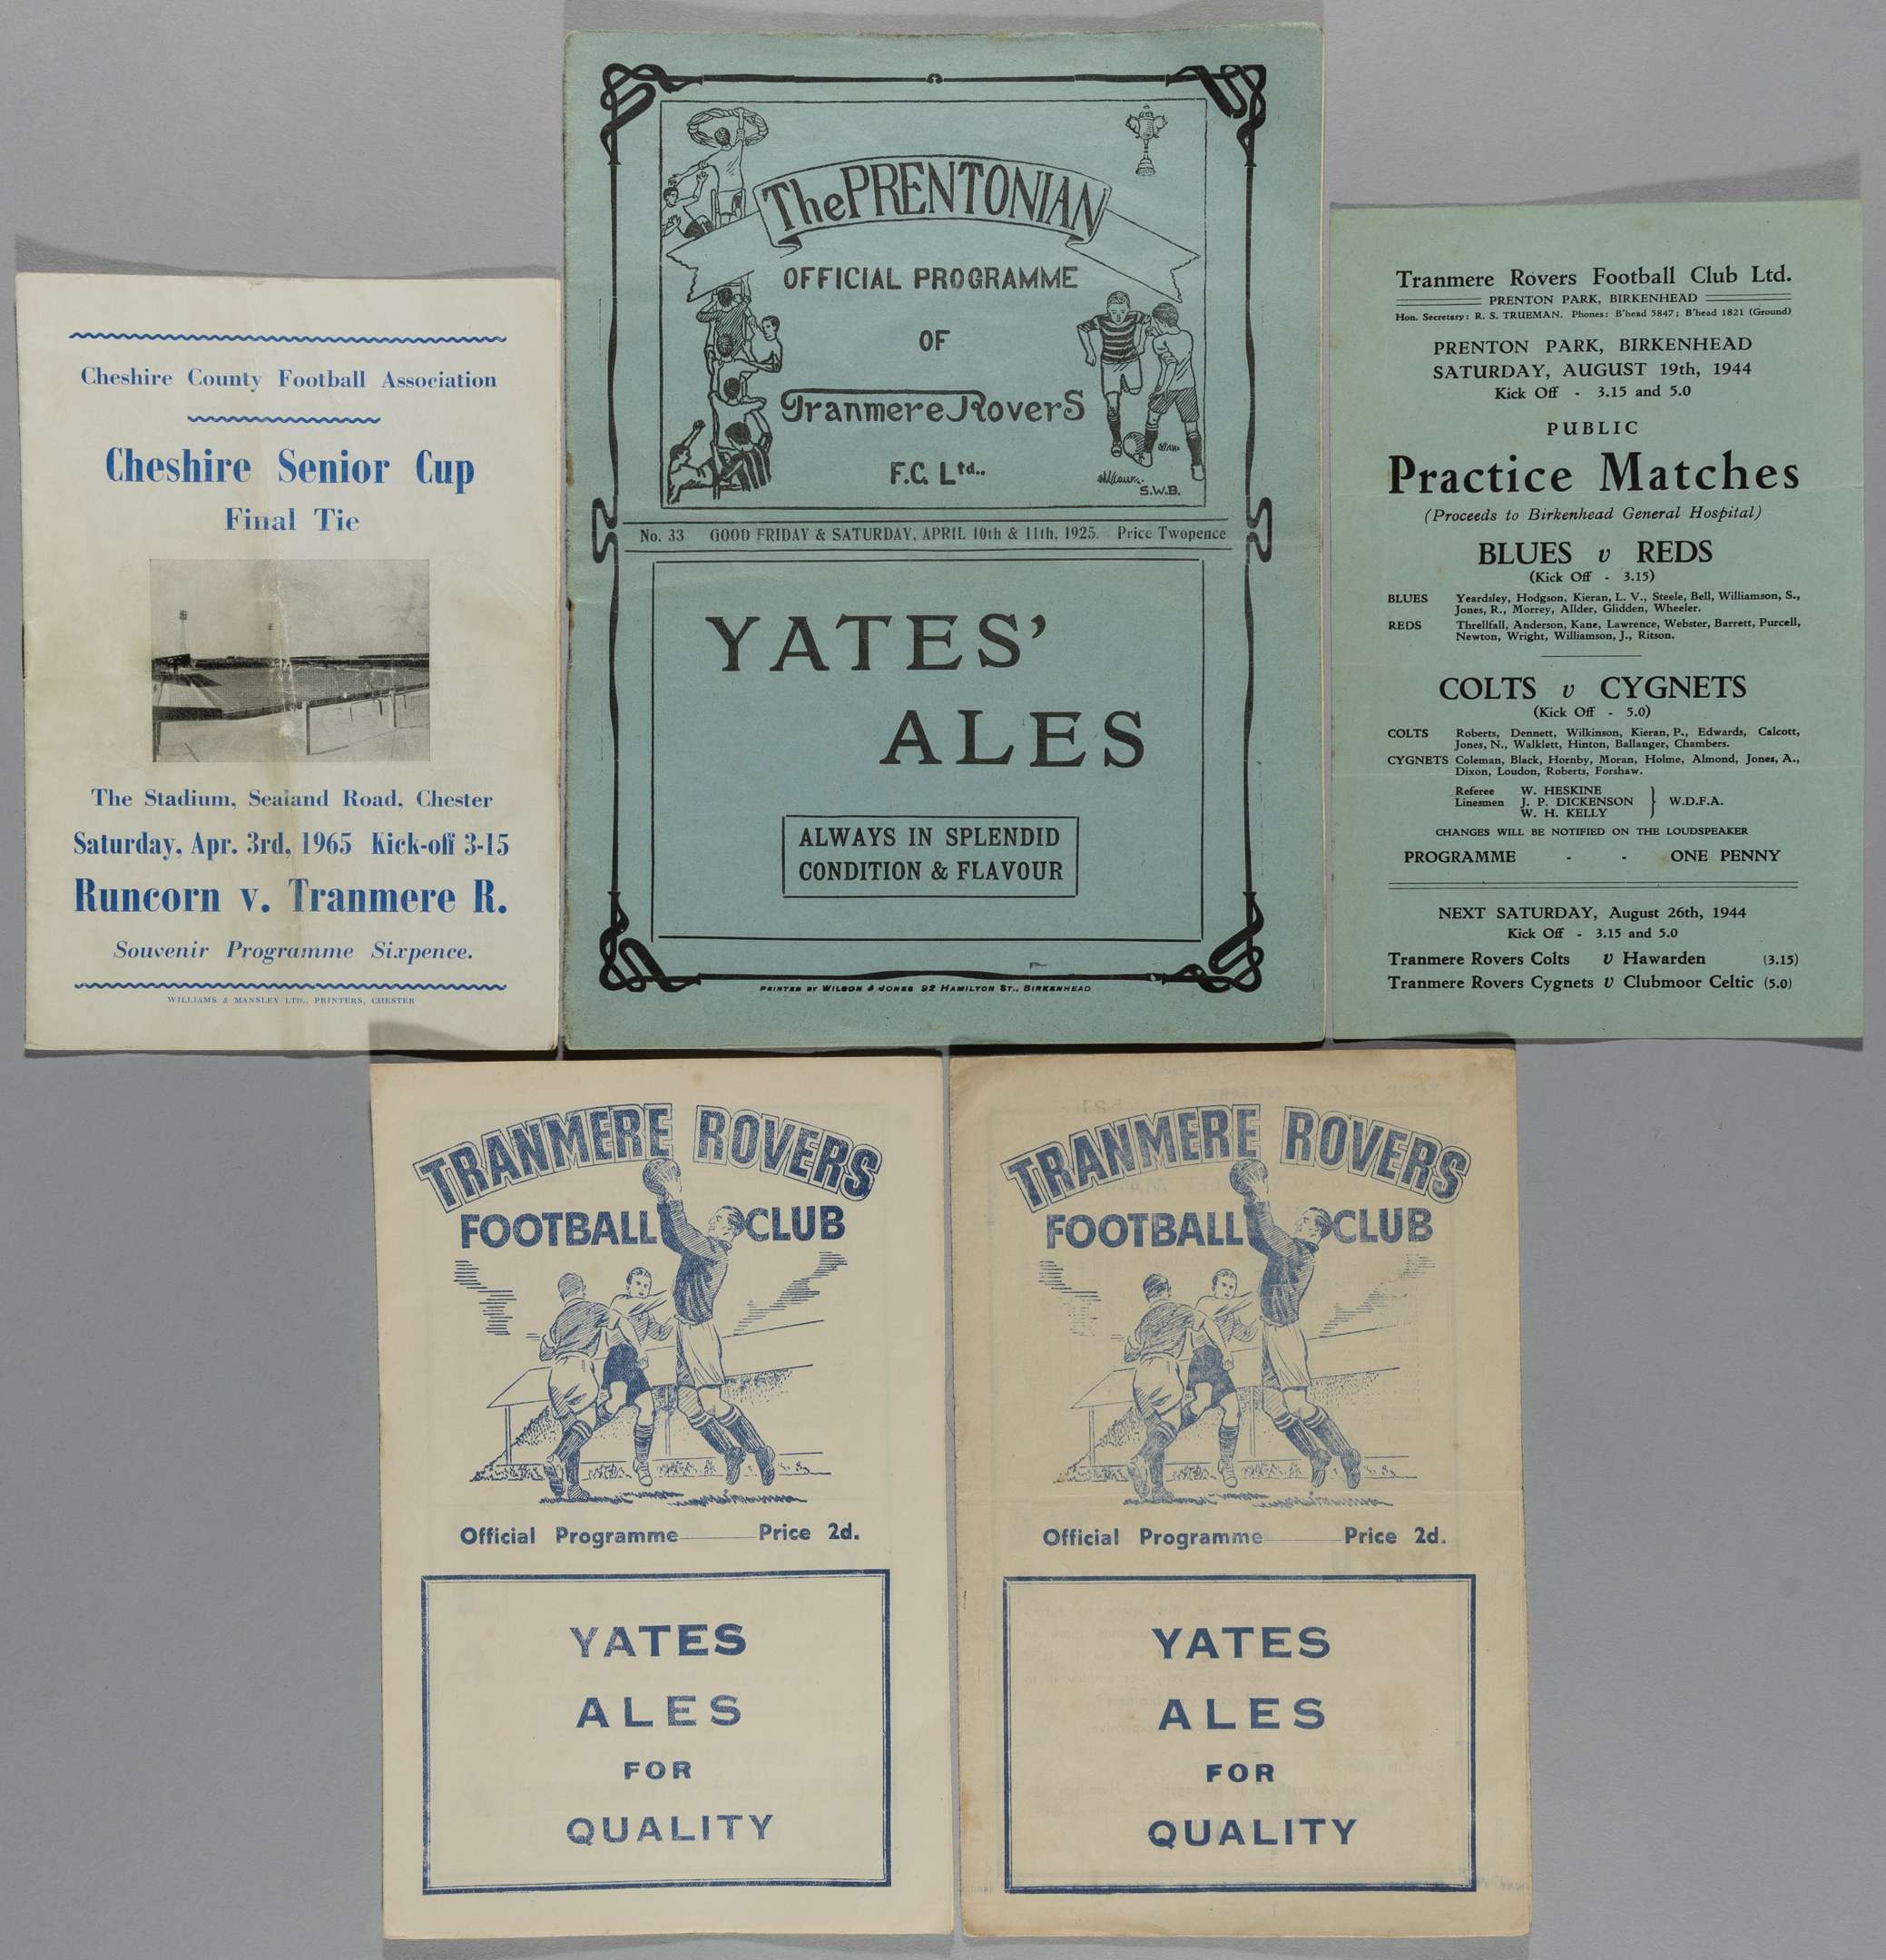 Cheshire County Football Association
Cheshire Senior Cup
Final Tie
The Stadium, Sealand Road, Chester
Saturday, Apr. 3rd, 1965 Kick-off 3-15
Runcorn v. Tranmere R.
Souvenir Programme Sixpence.
WILLIAMS & MANSLEY LTD., PRINTERS, CHESTER
The PRENTONIAN
OFFICIAL PROGRAMME
OF
Tranmere Rovers
F.C. Ltd..
S.W.B.
No. 33 GOOD FRIDAY & SATURDAY, APRIL 10th & 11th, 1925. Price Twopence
YATES'
ALES
ALWAYS IN SPLENDID
CONDITION & FLAVOUR
PRINTED BY WILSON & JONES 92 HAMILTON ST., BIRKENHEAD
Tranmere Rovers Football Club Ltd.
PRENTON PARK, BIRKENHEAD
Hon. Secretary: R. S. TRUEMAN. Phones: B'head 5847; B'head 1821 (Ground)
PRENTON PARK, BIRKENHEAD
SATURDAY, AUGUST 19th, 1944
Kick Off - 3.15 and 5.0
PUBLIC
Practice Matches
(Proceeds to Birkenhead General Hospital)
BLUES v REDS
(Kick Off - 3.15)
BLUES Yeardsley, Hodgson, Kieran, L. V., Steele, Bell, Williamson, S.,
Jones, R., Morrey, Allder, Glidden, Wheeler.
REDS Threllfall, Anderson, Kane, Lawrence, Webster, Barrett, Purcell,
Newton, Wright, Williamson, J., Ritson.
COLTS v CYGNETS
(Kick Off - 5.0)
COLTS Roberts, Dennett, Wilkinson, Kieran, P., Edwards, Calcott,
Jones, N., Walklett, Hinton, Ballanger, Chambers.
CYGNETS Coleman, Black, Hornby, Moran, Holme, Almond, Jones, A.,
Dixon, Loudon, Roberts, Forshaw.
Referee W. HESKINE
Linesmen J. P. DICKENSON } W.D.F.A.
W. H. KELLY
CHANGES WILL BE NOTIFIED ON THE LOUDSPEAKER
PROGRAMME - - ONE PENNY
NEXT SATURDAY, August 26th, 1944
Kick Off - 3.15 and 5.0
Tranmere Rovers Colts v Hawarden (3.15)
Tranmere Rovers Cygnets v Clubmoor Celtic (5.0)
TRANMERE ROVERS
FOOTBALL CLUB
Official Programme Price 2d.
YATES
ALES
FOR
QUALITY
TRANMERE ROVERS
FOOTBALL CLUB
Official Programme Price 2d.
YATES
ALES
FOR
QUALITY